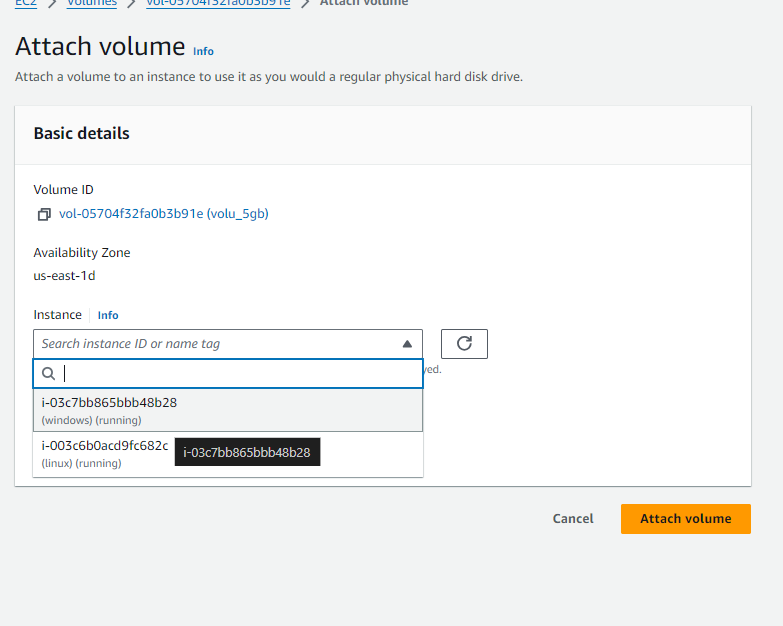 EC2 > Volumes > vol-05704f32fa0b3b91e > Attach volume
Attach volume Info
Attach a volume to an instance to use it as you would a regular physical hard disk drive.
Basic details
Volume ID
vol-05704f32fa0b3b91e (volu_5gb)
Availability Zone
us-east-1d
Instance Info
Search instance ID or name tag
i-03c7bb865bbb48b28
(windows) (running)
i-003c6b0acd9fc682c
i-03c7bb865bbb48b28
(linux) (running)
Cancel
Attach volume